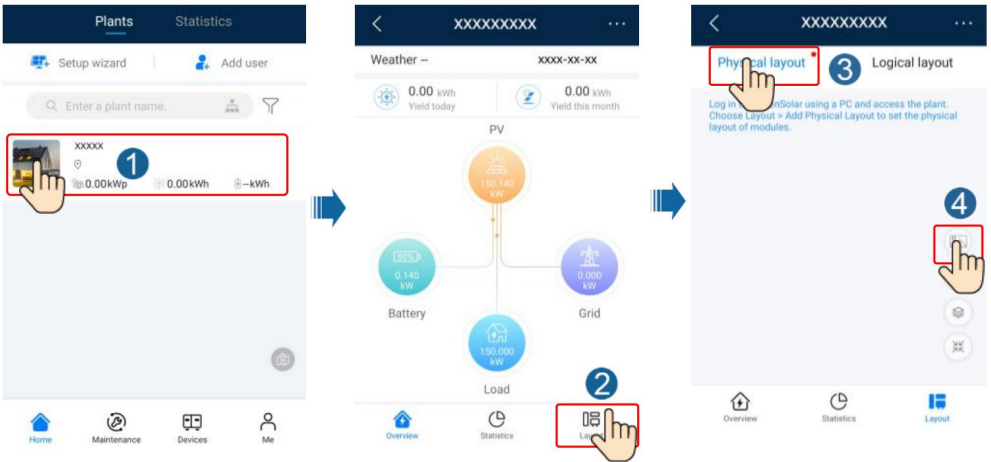 Plants Statistics
Setup wizard Add user
Enter a plant name.
XXXXX
1
0.00kWp 0.00kWh --kWh
Home Maintenance Devices Me
XXXXXXXXX ...
Weather -- XXXX-XX-XX
0.00 kWh 0.00 kWh
Yield today Yield this month
PV
150.140
kW
50%
0.140
kW
0.000
kW
Battery Grid
150.000
kW
Load
2
Overview Statistics
XXXXXXXXX ...
Physical layout 3 Logical layout
Log in Solar using a PC and access the plant.
Choose Layout > Add Physical Layout to set the physical
layout of modules.
4
Overview Statistics Layout